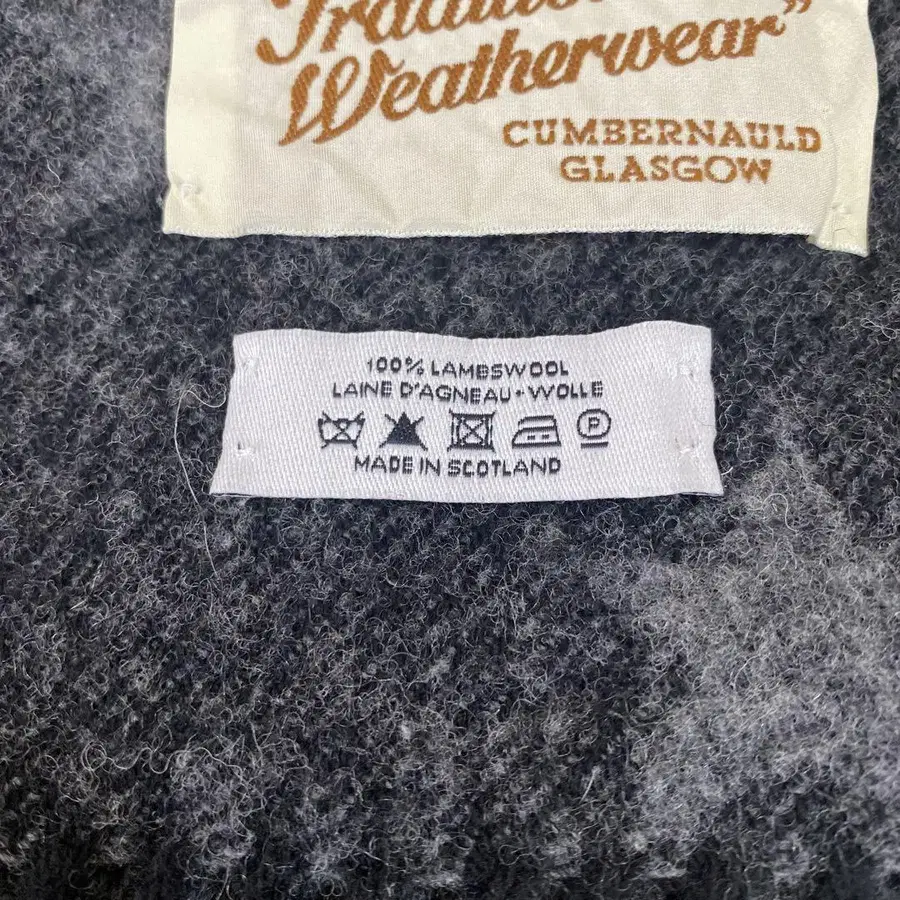 Weatherwear”
CUMBERNAULD
GLASGOW
100% LAMBSWOOL
LAINE D'AGNEAU · WOLLE
P
MADE IN SCOTLAND